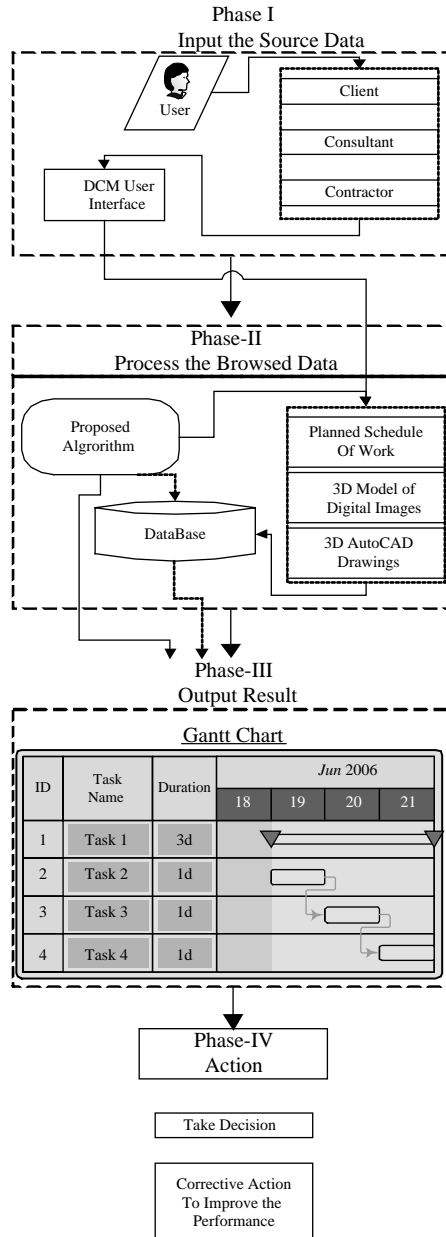 Phase I
Input the Source Data
User
Client
Consultant
Contractor
DCM User
Interface
Phase-II
Process the Browsed Data
Proposed
Algorithm
DataBase
Planned Schedule
Of Work
3D Model of
Digital Images
3D AutoCAD
Drawings
Phase-III
Output Result
Gantt Chart
ID Task Name Duration Jun 2006
18 19 20 21
1 Task 1 3d
2 Task 2 1d
3 Task 3 1d
4 Task 4 1d
Phase-IV
Action
Take Decision
Corrective Action
To Improve the
Performance